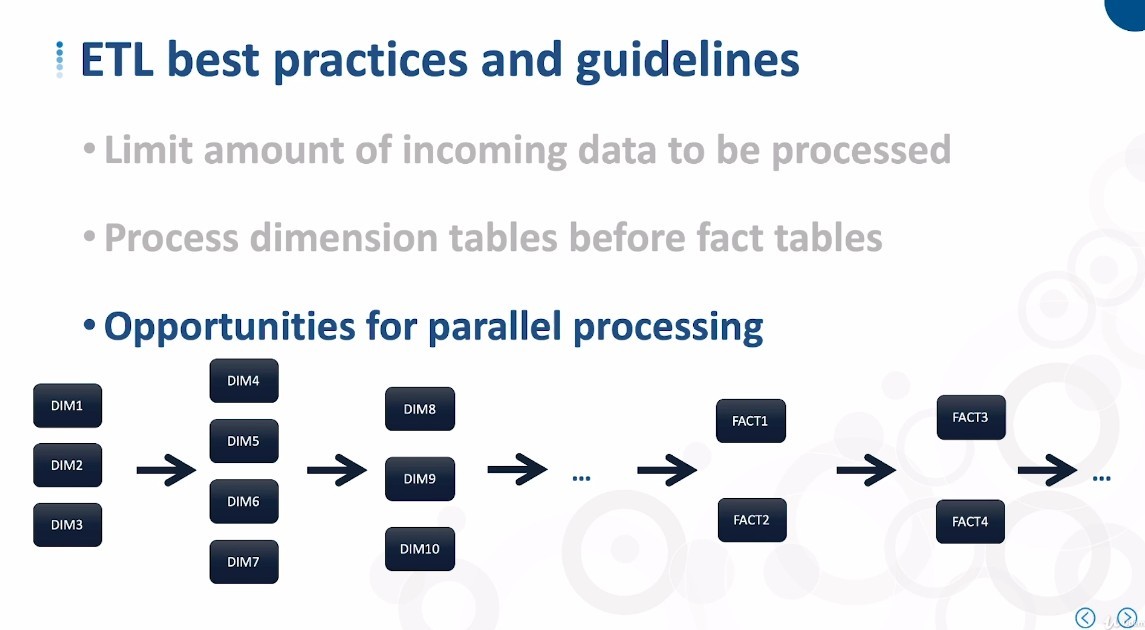 ETL best practices and guidelines
• Limit amount of incoming data to be processed
• Process dimension tables before fact tables
• Opportunities for parallel processing
DIM1
DIM2
DIM3
DIM4
DIM5
DIM6
DIM7
DIM8
DIM9
DIM10
...
FACT1
FACT2
FACT3
FACT4
...